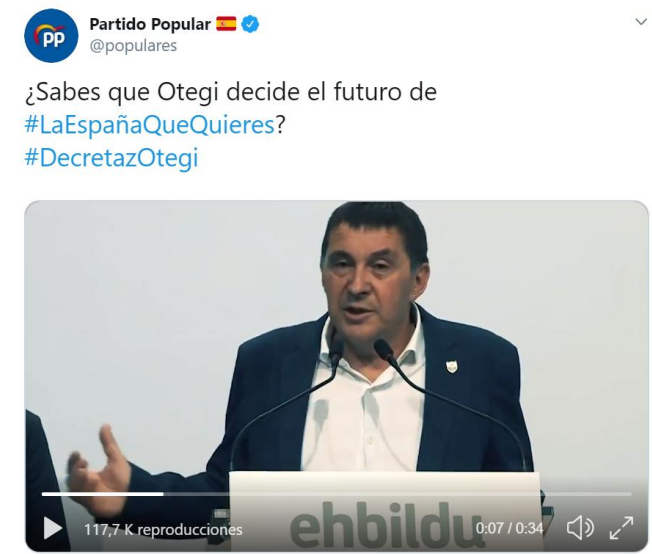 Partido Popular
@populares
¿Sabes que Otegi decide el futuro de
#LaEspañaQueQuieres?
#DecretazOtegi
ehbildu
117,7 K reproducciones
0:07 / 0:34
pp